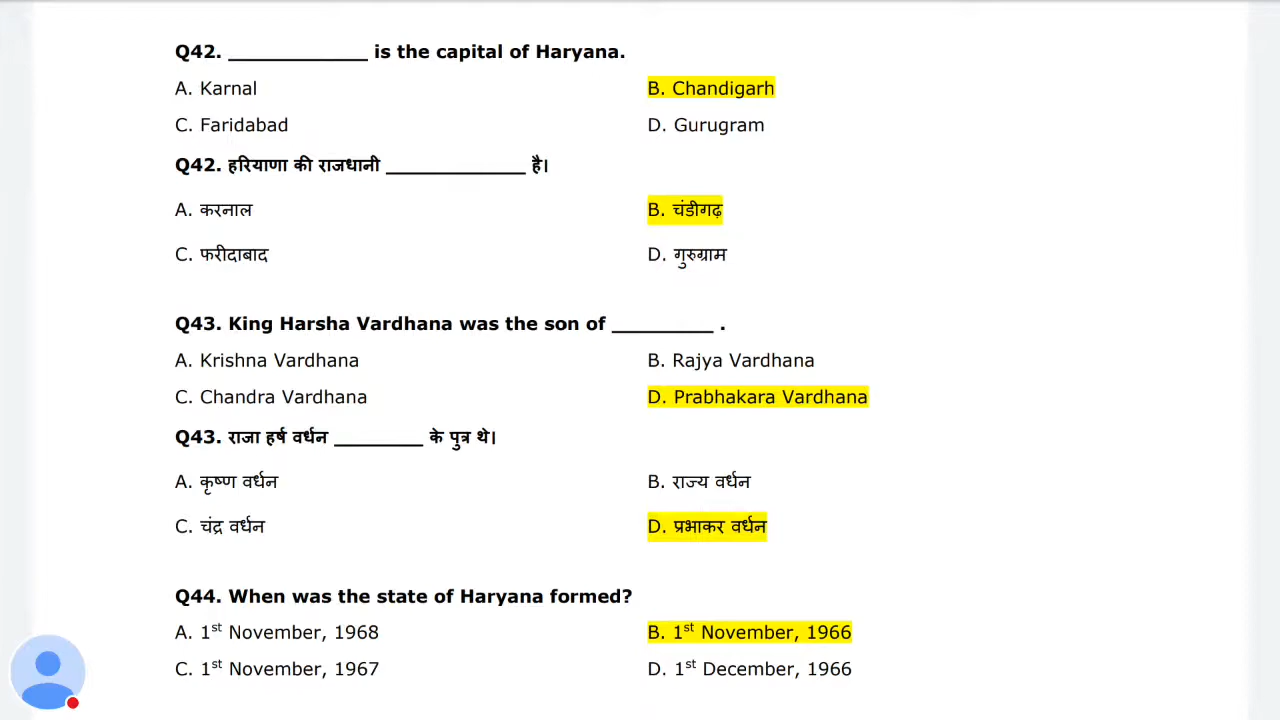 Q42. ______________ is the capital of Haryana.
A. Karnal B. Chandigarh
C. Faridabad D. Gurugram
Q42. हरियाणा की राजधानी ______________ है।
A. करनाल B. चंडीगढ़
C. फरीदाबाद D. गुरुग्राम
Q43. King Harsha Vardhana was the son of __________ .
A. Krishna Vardhana B. Rajya Vardhana
C. Chandra Vardhana D. Prabhakara Vardhana
Q43. राजा हर्ष वर्धन _________ के पुत्र थे।
A. कृष्ण वर्धन B. राज्य वर्धन
C. चंद्र वर्धन D. प्रभाकर वर्धन
Q44. When was the state of Haryana formed?
A. 1st November, 1968 B. 1st November, 1966
C. 1st November, 1967 D. 1st December, 1966